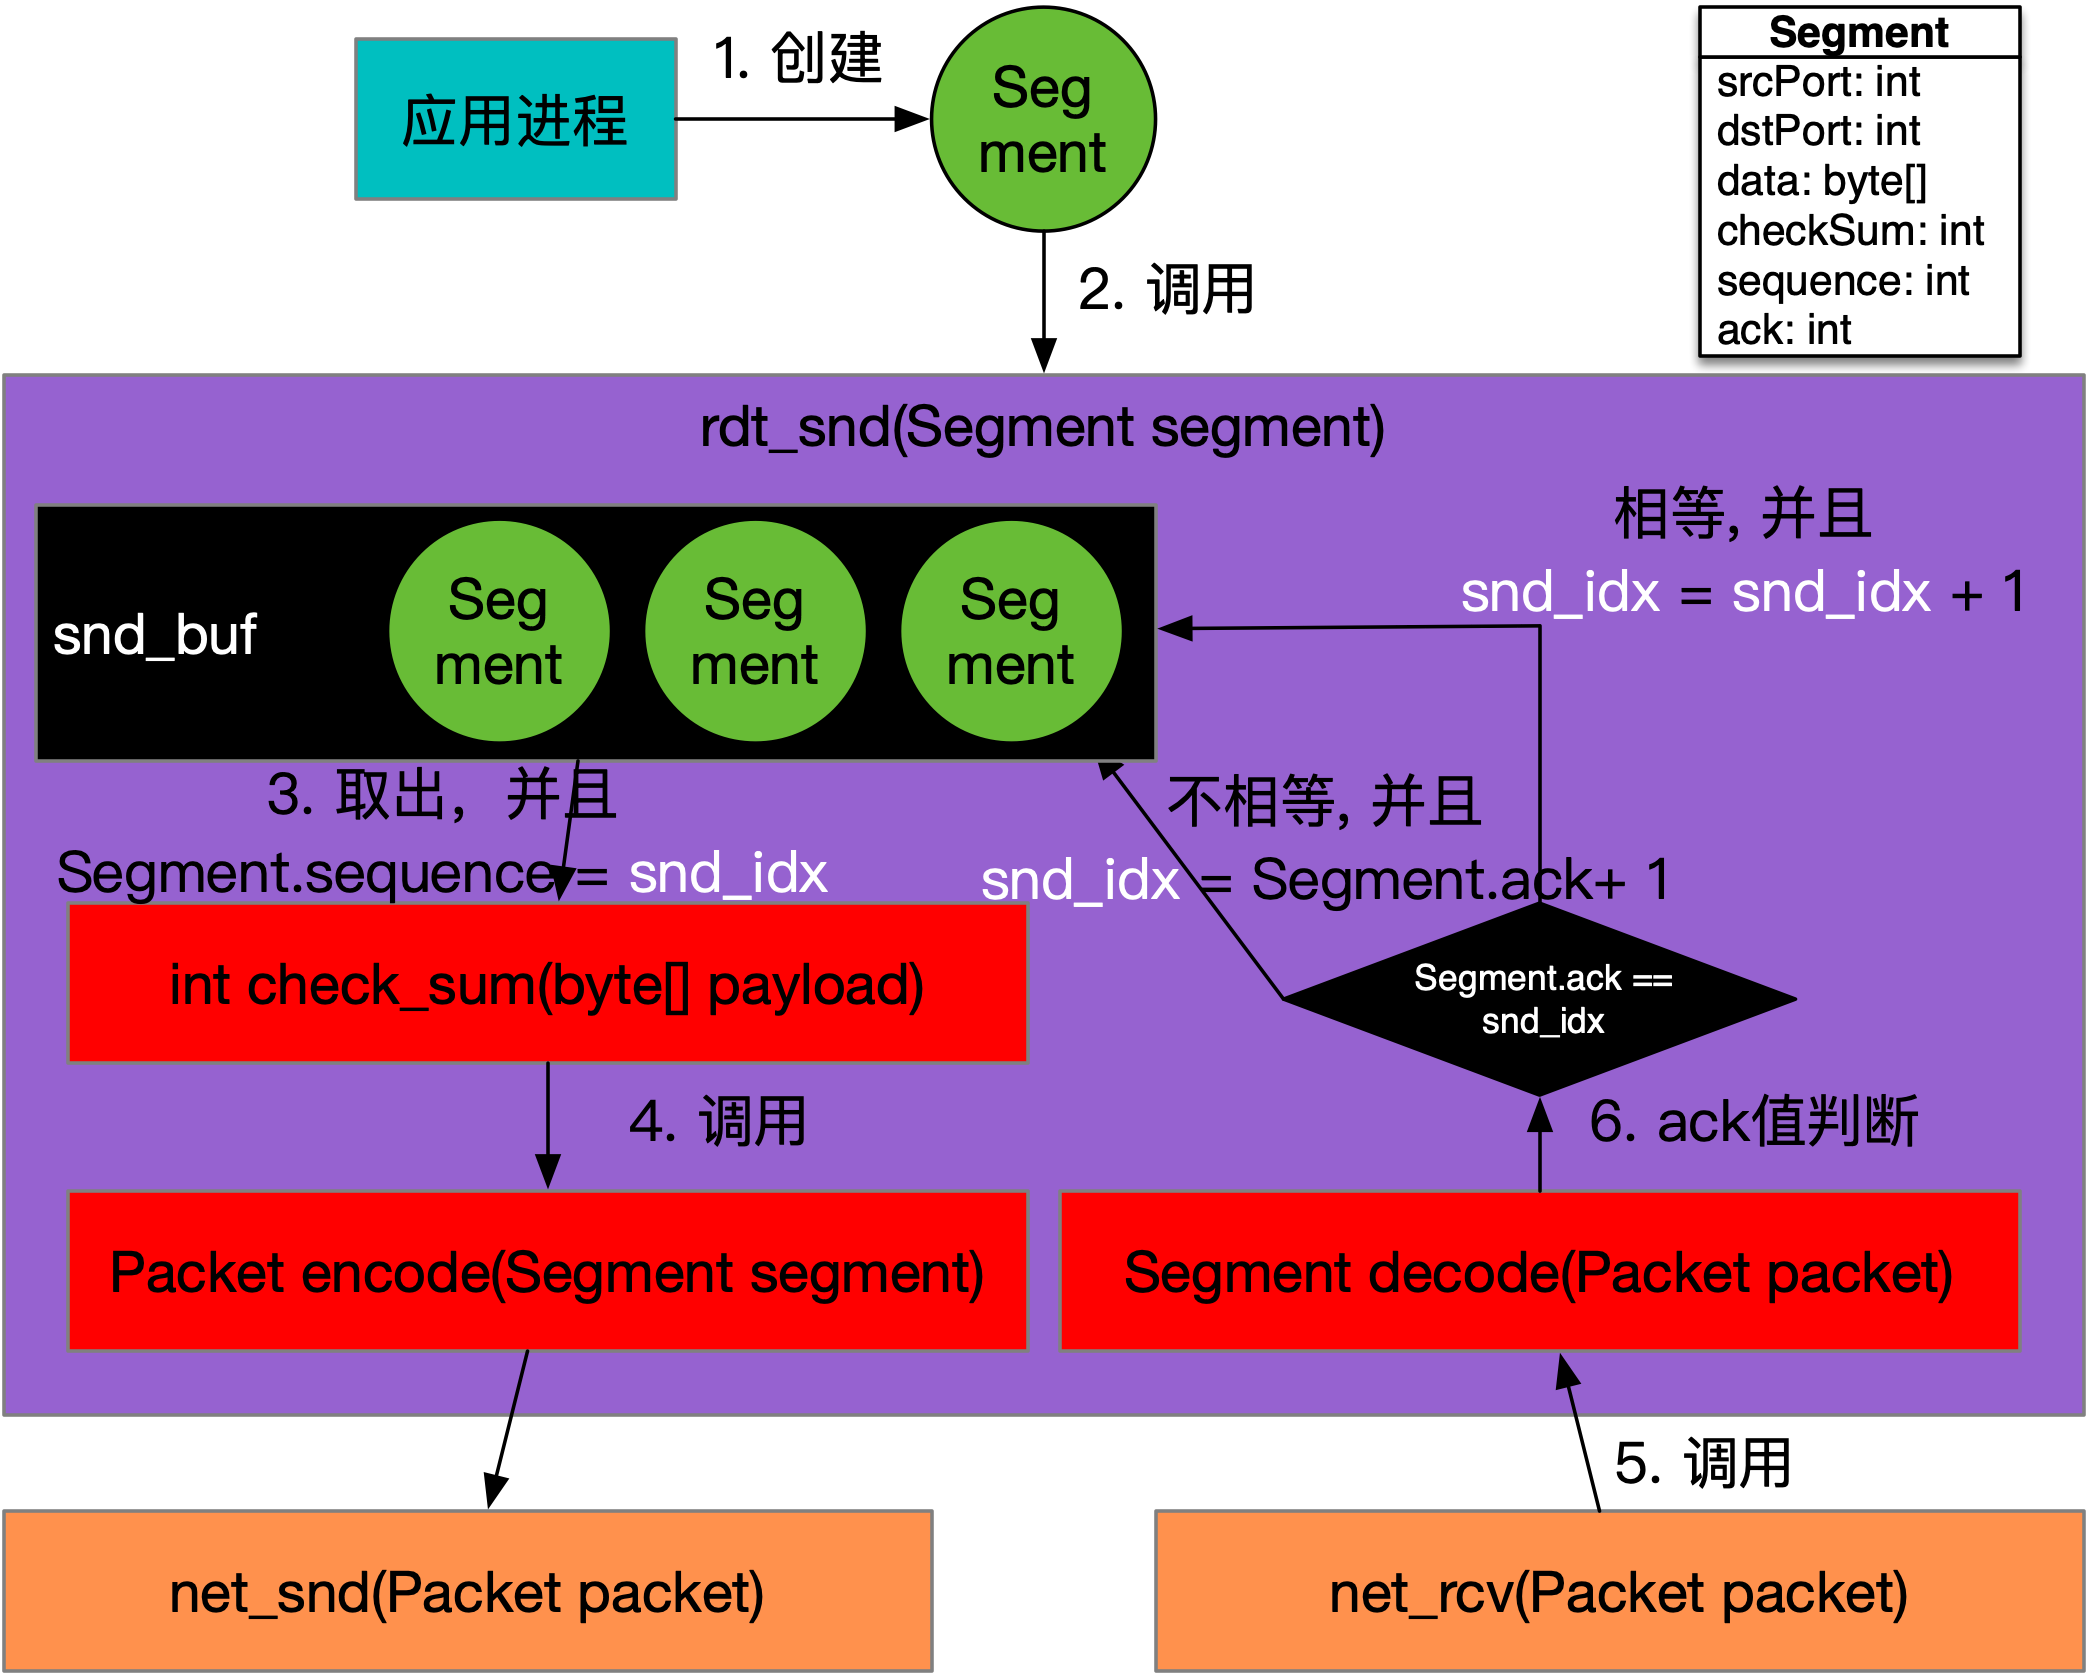 应用进程
1. 创建
Seg
ment
Segment
srcPort: int
dstPort: int
data: byte[]
checkSum: int
sequence: int
ack: int
2. 调用
rdt_snd(Segment segment)
相等, 并且
snd_idx = snd_idx + 1
snd_buf
Seg
ment
Seg
ment
Seg
ment
3. 取出，并且
Segment.sequence = snd_idx
不相等, 并且
snd_idx = Segment.ack+ 1
int check_sum(byte[] payload)
Segment.ack ==
snd_idx
4. 调用
6. ack值判断
Packet encode(Segment segment)
Segment decode(Packet packet)
5. 调用
net_snd(Packet packet)
net_rcv(Packet packet)